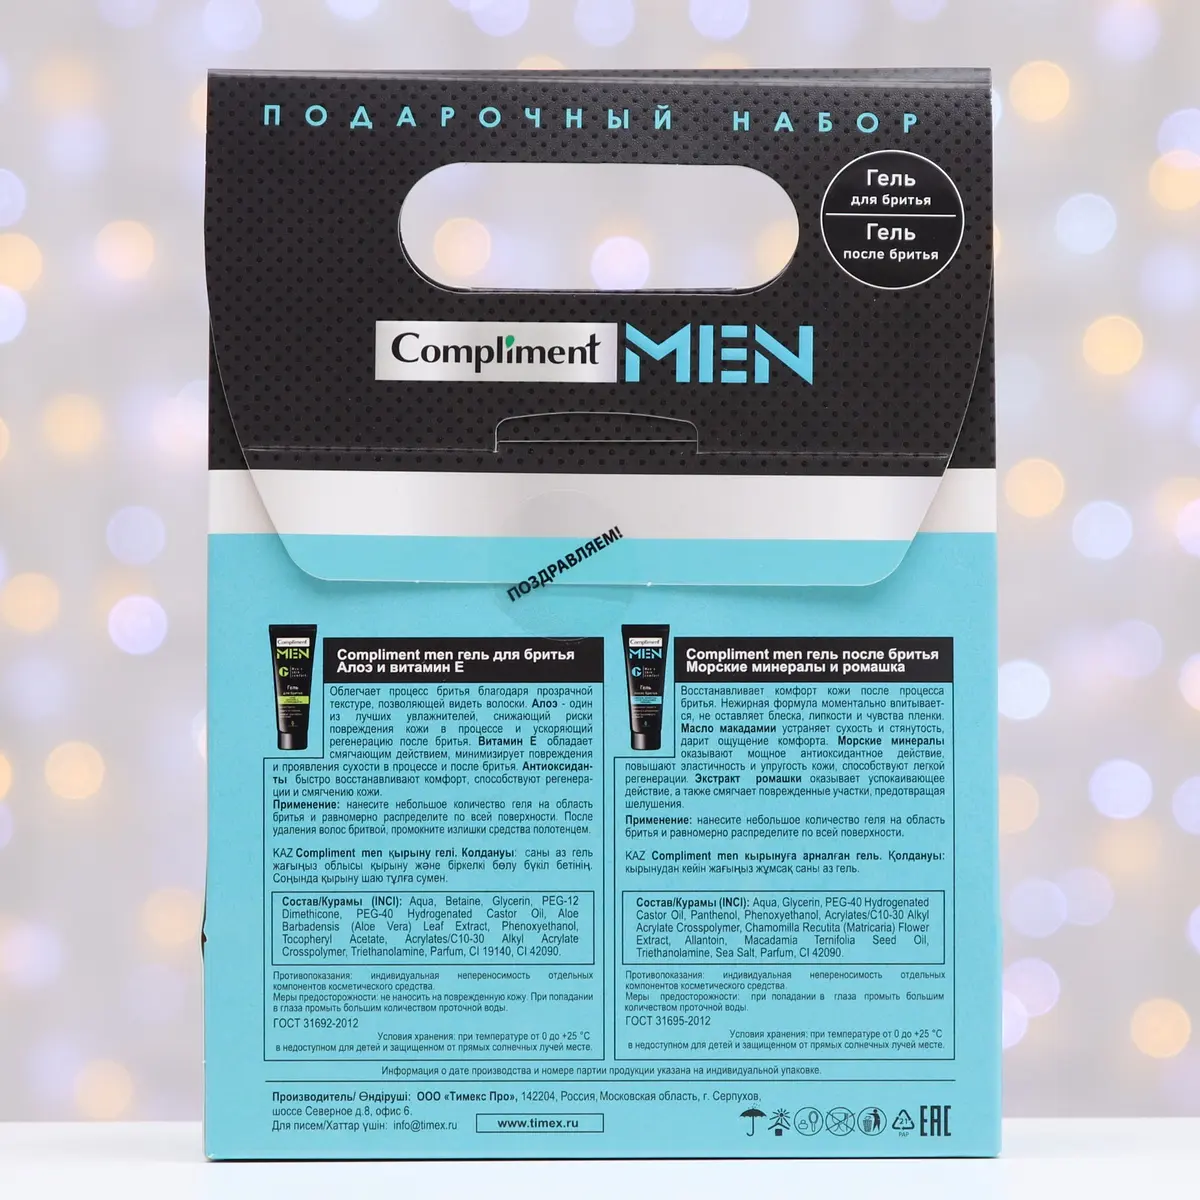 ПОДАРОЧНЫЙ НАБОР
Гель
для бритья
Гель
после бритья
Compliment MEN
ПОЗДРАВЛЯЕМ!
Compliment
MEN
G
Гель
Compliment men гель для бритья
Алоэ и витамин Е
Облегчает процесс бритья благодаря прозрачной
текстуре, позволяющей видеть волоски. Алоэ - один
из лучших увлажнителей, снижающий риски
повреждения кожи в процессе и ускоряющий
регенерацию после бритья. Витамин Е обладает
смягчающим действием, минимизирует повреждения
и проявления сухости в процессе и после бритья. Антиоксидан-
ты быстро восстанавливают комфорт, способствуют регенера-
ции и смягчению кожи.
Применение: нанесите небольшое количество геля на область
бритья и равномерно распределите по всей поверхности. После
удаления волос бритвой, промокните излишки средства полотенцем.
KAZ Compliment men қырыну гелі. Колдануы: саны аз гель
жағыңыз облысы қырыну және біркелкі бөлу бүкіл бетінің.
Соңында қырыну шаю тұлға сумен.
Состав/Курамы (INCI): Aqua, Betaine, Glycerin, PEG-12
Dimethicone, PEG-40 Hydrogenated Castor Oil, Aloe
Barbadensis (Aloe Vera) Leaf Extract, Phenoxyethanol,
Tocopheryl Acetate, Acrylates/C10-30 Alkyl Acrylate
Crosspolymer, Triethanolamine, Parfum, CI 19140, CI 42090.
Противопоказания: индивидуальная непереносимость отдельных
компонентов косметического средства.
Меры предосторожности: не наносить на поврежденную кожу. При попадании
в глаза промыть большим количеством проточной воды.
ГОСТ 31692-2012
Условия хранения: при температуре от 0 до +25 °С
в недоступном для детей и защищенном от прямых солнечных лучей месте.
Compliment
MEN
G
Гель
Compliment men гель после бритья
Морские минералы и ромашка
Восстанавливает комфорт кожи после процесса
бритья. Нежирная формула моментально впитывает-
ся, не оставляет блеска, липкости и чувства пленки.
Масло макадамии устраняет сухость и стянутость,
дарит ощущение комфорта. Морские минералы
оказывают мощное антиоксидантное действие,
повышают эластичность и упругость кожи, способствуют легкой
регенерации. Экстракт ромашки оказывает успокаивающее
действие, а также смягчает поврежденные участки, предотвращая
шелушения.
Применение: нанесите небольшое количество геля на область
бритья и равномерно распределите по всей поверхности.
KAZ Compliment men кырынуға арналған гель. Қолдануы:
кырынудан кейін жағыңыз жұмсақ саны аз гель.
Состав/Курамы (INCI): Aqua, Glycerin, PEG-40 Hydrogenated
Castor Oil, Panthenol, Phenoxyethanol, Acrylates/C10-30 Alkyl
Acrylate Crosspolymer, Chamomilla Recutita (Matricaria) Flower
Extract, Allantoin, Macadamia Ternifolia Seed Oil,
Triethanolamine, Sea Salt, Parfum, CI 42090.
Противопоказания: индивидуальная непереносимость отдельных
компонентов косметического средства.
Меры предосторожности: при попадании в глаза промыть большим
количеством проточной воды.
ГОСТ 31695-2012
Условия хранения: при температуре от 0 до +25 °С
в недоступном для детей и защищенном от прямых солнечных лучей месте.
Информация о дате производства и номере партии продукции указана на индивидуальной упаковке.
Производитель/ Өндіруші: ООО «Тимекс Про», 142204, Россия, Московская область, г. Серпухов,
шоссе Северное д.8, офис 6.
Для писем/Хаттар үшін: info@timex.ru
www.timex.ru
21
PAP
EAC